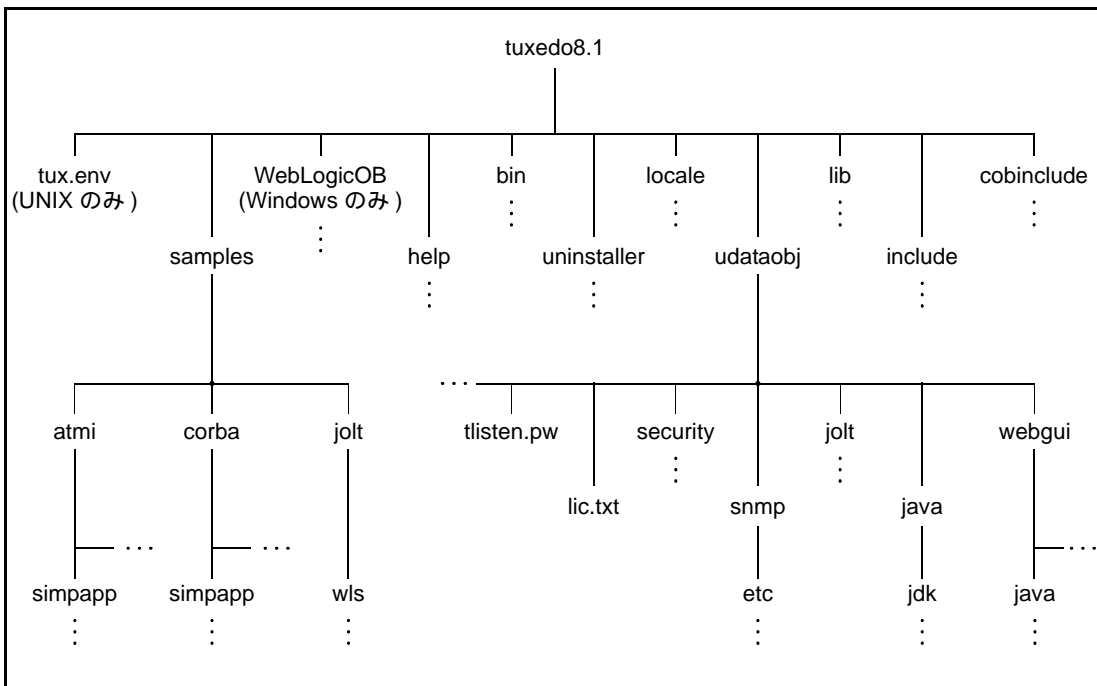 tuxedo8.1
tux.env
(UNIX のみ )
WebLogicOB
(Windows のみ )
bin
locale
lib
cobinclude
samples
help
uninstaller
udataobj
include
atmi
corba
jolt
tlisten.pw
security
jolt
webgui
lic.txt
snmp
java
simpapp
simpapp
wls
etc
jdk
java